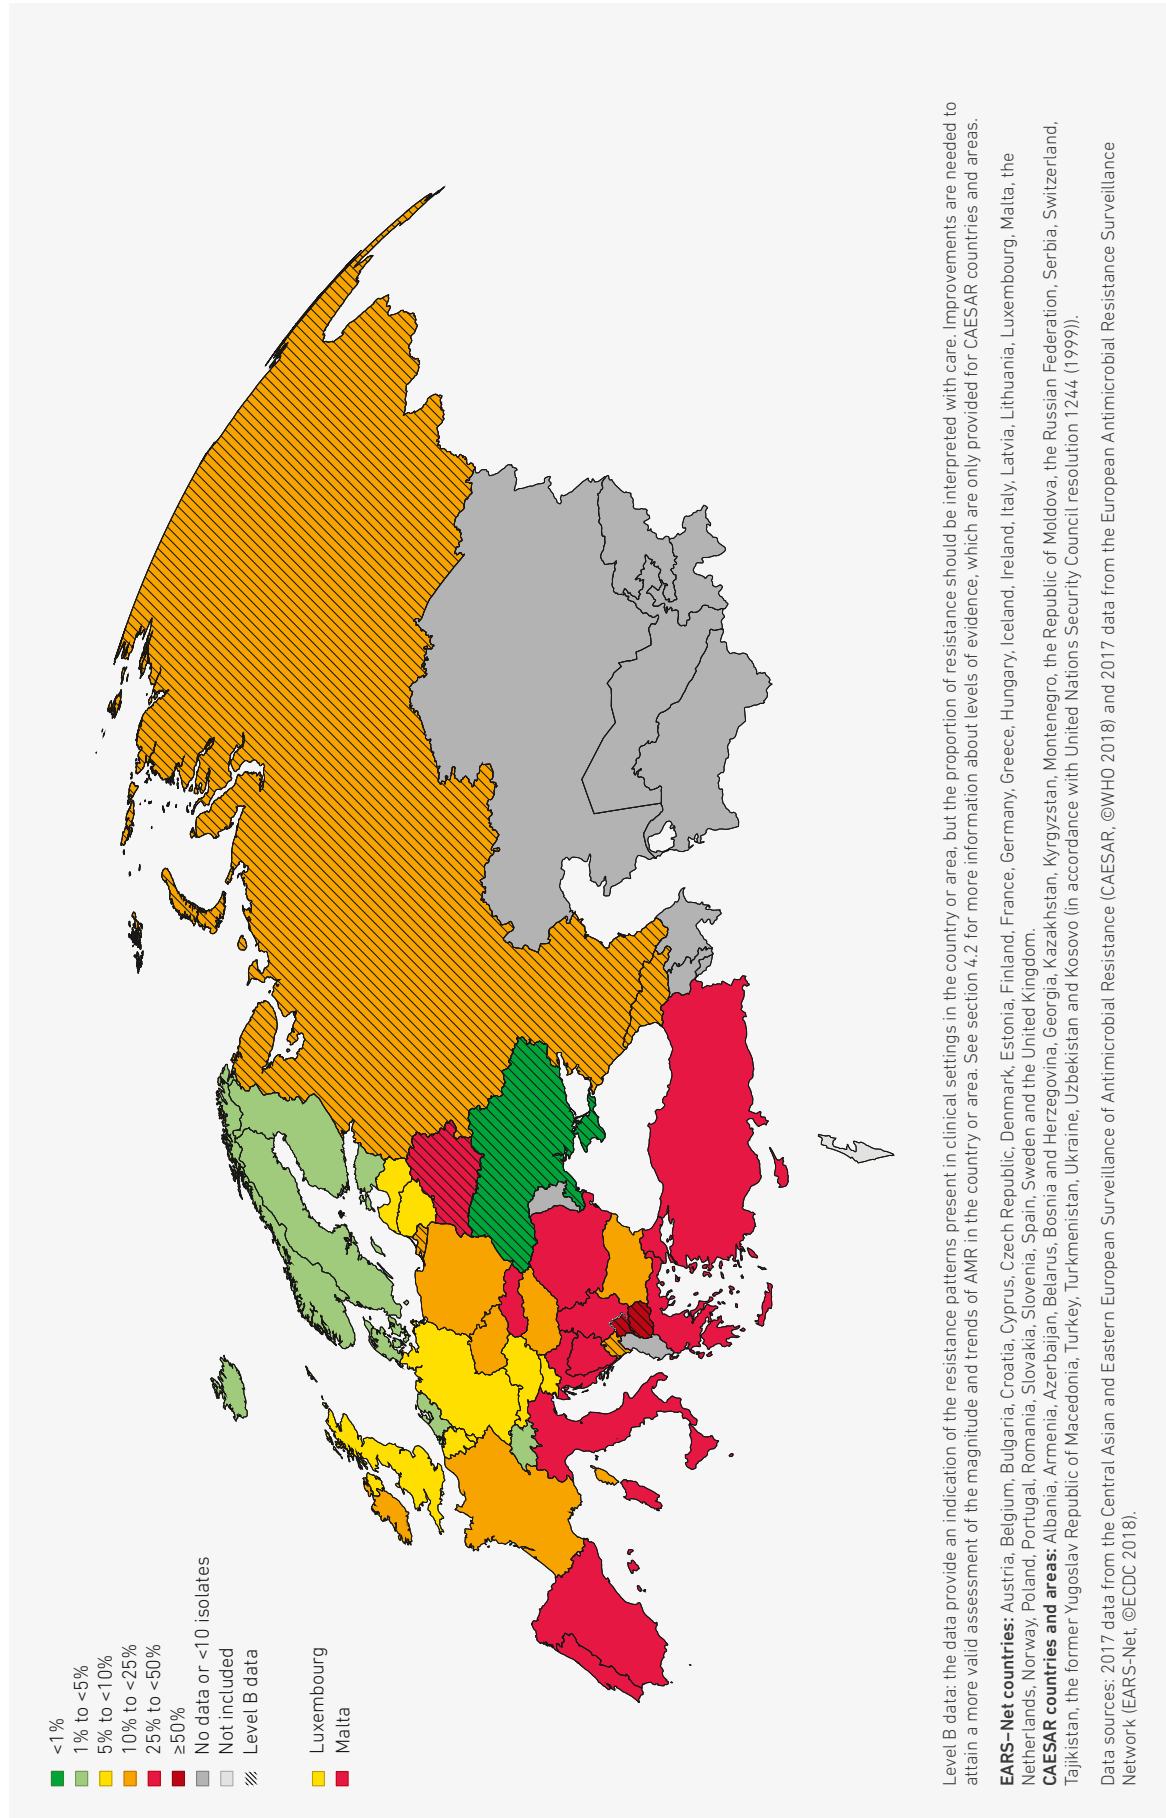 <1%
1% to <5%
5% to <10%
10% to <25%
25% to <50%
≥50%
No data or <10 isolates
Not included
Level B data
Luxembourg
Malta
Level B data: the data provide an indication of the resistance patterns present in clinical settings in the country or area, but the proportion of resistance should be interpreted with care. Improvements are needed to
attain a more valid assessment of the magnitude and trends of AMR in the country or area. See section 4.2 for more information about levels of evidence, which are only provided for CAESAR countries and areas.
EARS–Net countries: Austria, Belgium, Bulgaria, Croatia, Cyprus, Czech Republic, Denmark, Estonia, Finland, France, Germany, Greece, Hungary, Iceland, Ireland, Italy, Latvia, Lithuania, Luxembourg, Malta, the
Netherlands, Norway, Poland, Portugal, Romania, Slovakia, Slovenia, Spain, Sweden and the United Kingdom.
CAESAR countries and areas: Albania, Armenia, Azerbaijan, Belarus, Bosnia and Herzegovina, Georgia, Kazakhstan, Kyrgyzstan, Montenegro, the Republic of Moldova, the Russian Federation, Serbia, Switzerland,
Tajikistan, the former Yugoslav Republic of Macedonia, Turkey, Turkmenistan, Ukraine, Uzbekistan and Kosovo (in accordance with United Nations Security Council resolution 1244 (1999)).
Data sources: 2017 data from the Central Asian and Eastern European Surveillance of Antimicrobial Resistance (CAESAR, ©WHO 2018) and 2017 data from the European Antimicrobial Resistance Surveillance
Network (EARS-Net, ©ECDC 2018).